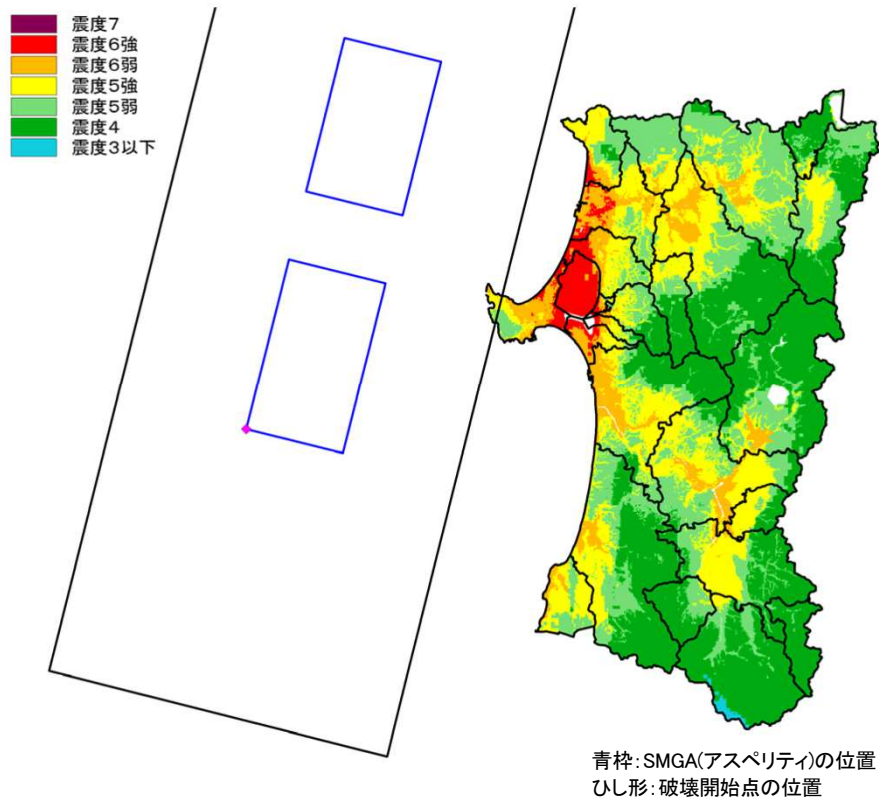 震度7
震度6強
震度6弱
震度5強
震度5弱
震度4
震度3以下
青枠:SMGA(アスペリティ)の位置
ひし形:破壊開始点の位置